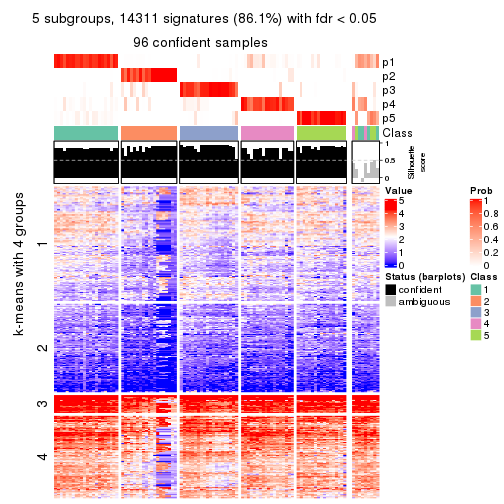 5 subgroups, 14311 signatures (86.1%) with fdr < 0.05
96 confident samples
p1
p2
p3
p4
p5
Class
1
0.5
0
Silhouette
score
k-means with 4 groups
1
2
3
4
Value
5
4
3
2
1
0
Prob
1
0.8
0.6
0.4
0.2
0
Status (barplots)
confident
ambiguous
Class
1
2
3
4
5